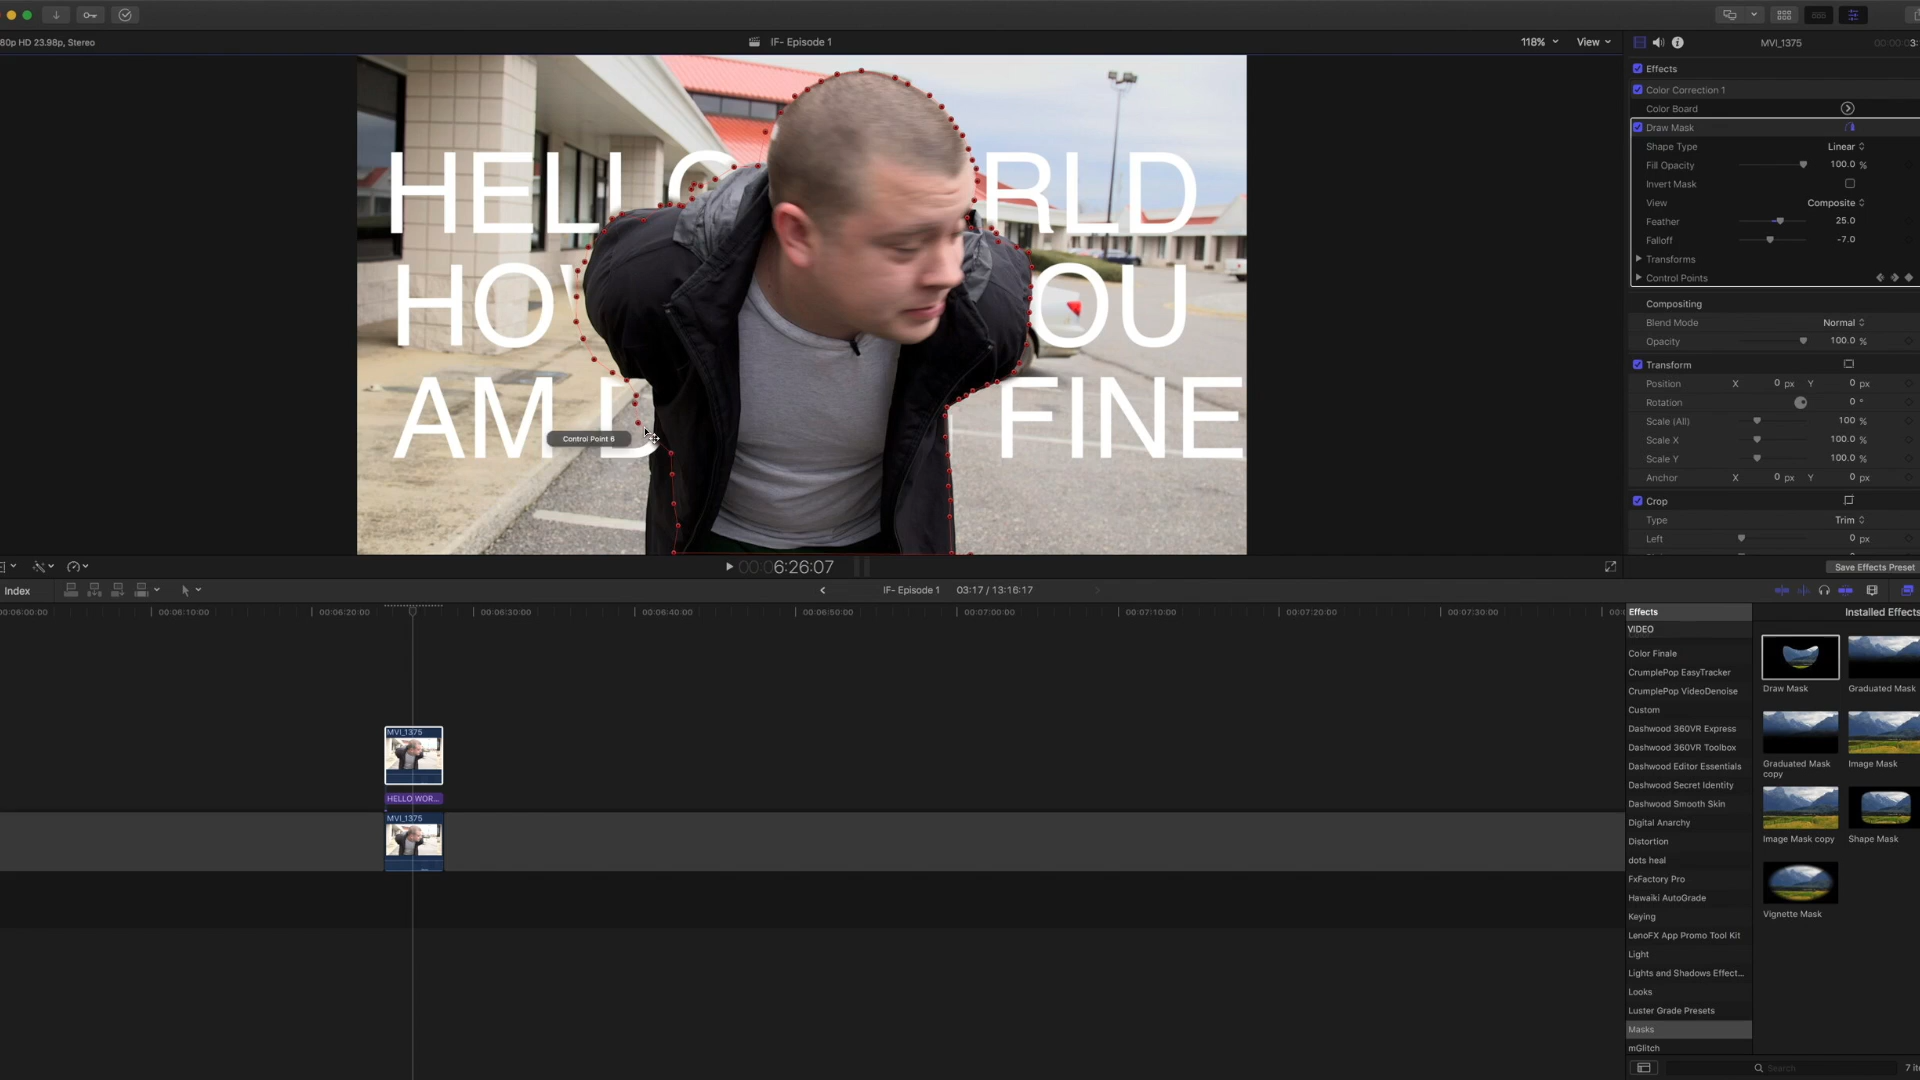 80p HD 23.98p, Stereo
IF- Episode 1
118%
View
MVI_1375
Effects
Color Correction 1
Color Board
Draw Mask
Shape Type
Linear
Fill Opacity
100.0 %
Invert Mask
View
Composite
Feather
25.0
Falloff
-7.0
Transforms
Control Points
Compositing
Blend Mode
Normal
Opacity
100.0 %
Transform
Position
X 0 px Y 0 px
Rotation
0 °
Scale (All)
100 %
Scale X
100.0 %
Scale Y
100.0 %
Anchor
X 0 px Y 0 px
Crop
Type
Trim
Left
0 px
Save Effects Preset
HELLO RLD
HOW OU
AM D FINE
Control Point 6
00:06:26:07
Index
IF- Episode 1
03:17 / 13:16:17
00:06:00:00
00:06:10:00
00:06:20:00
00:06:30:00
00:06:40:00
00:06:50:00
00:07:00:00
00:07:10:00
00:07:20:00
00:07:30:00
MVI_1375
HELLO WOR...
MVI_1375
Effects
Installed Effects
VIDEO
Color Finale
CrumplePop EasyTracker
CrumplePop VideoDenoise
Custom
Dashwood 360VR Express
Dashwood 360VR Toolbox
Dashwood Editor Essentials
Dashwood Secret Identity
Dashwood Smooth Skin
Digital Anarchy
Distortion
dots heal
FxFactory Pro
Hawaiki AutoGrade
Keying
LenoFX App Promo Tool Kit
Light
Lights and Shadows Effect...
Looks
Luster Grade Presets
Masks
mGlitch
Draw Mask
Graduated Mask
Graduated Mask copy
Image Mask
Image Mask copy
Shape Mask
Vignette Mask
Search